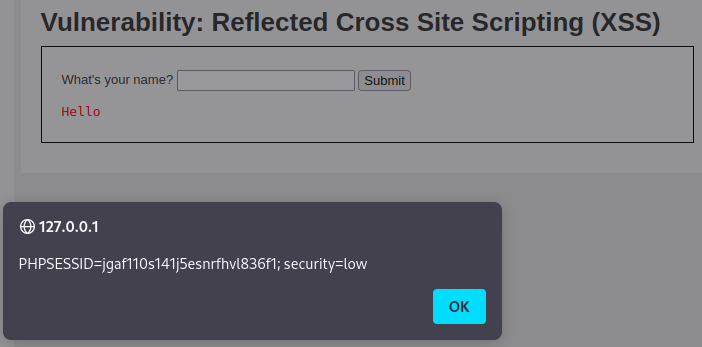 Vulnerability: Reflected Cross Site Scripting (XSS)
What's your name? Submit
Hello
127.0.0.1
PHPSESSID=jgaf110s141j5esnrfhvl836f1; security=low
OK